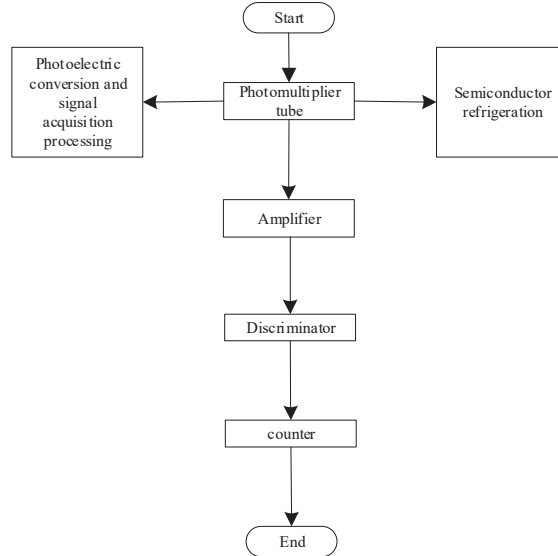 Start
Photoelectric
conversion and
signal
acquisition
processing
Photomultiplier
tube
Semiconductor
refrigeration
Amplifier
Discriminator
counter
End